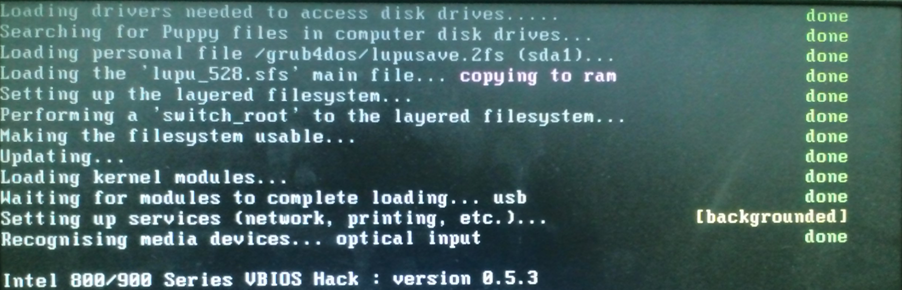 Loading drivers needed to access disk drives..... done
Searching for Puppy files in computer disk drives... done
Loading personal file /grub4dos/lupusave.2fs (sda1)... done
Loading the 'lupu_528.sfs' main file... copying to ram done
Setting up the layered filesystem... done
Performing a 'switch_root' to the layered filesystem... done
Making the filesystem usable... done
Updating... done
Loading kernel modules... done
Waiting for modules to complete loading... usb done
Setting up services (network, printing, etc.)... [backgrounded]
Recognising media devices... optical input done
Intel 800/900 Series VBIOS Hack : version 0.5.3